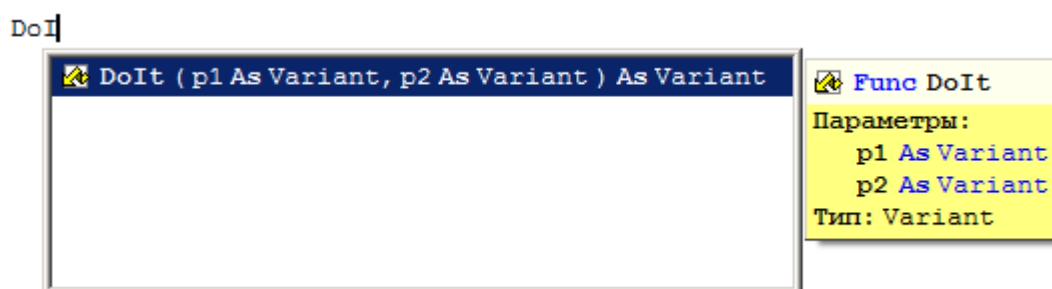 DoI
DoIt ( p1 As Variant, p2 As Variant ) As Variant
Func DoIt
Параметры:
p1 As Variant
p2 As Variant
Тип: Variant